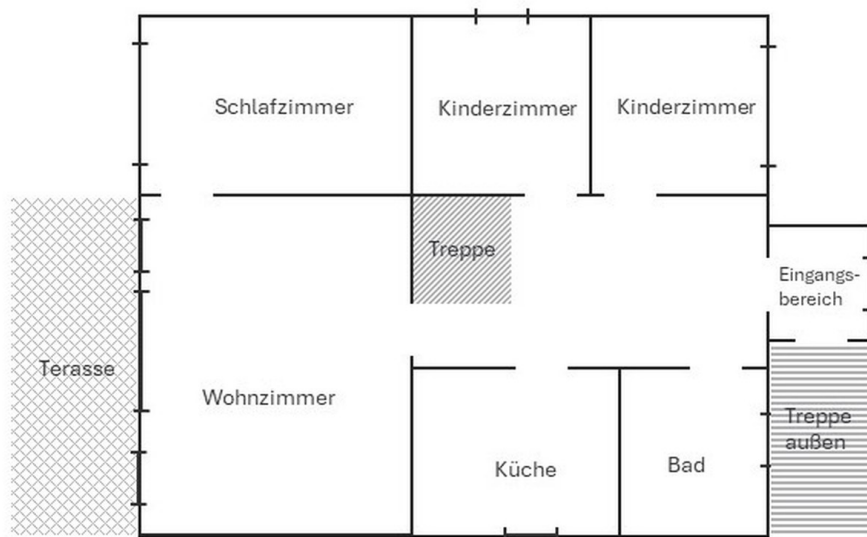 Schlafzimmer
Kinderzimmer
Kinderzimmer
Treppe
Eingangs-
bereich
Terasse
Wohnzimmer
Treppe
außen
Küche
Bad